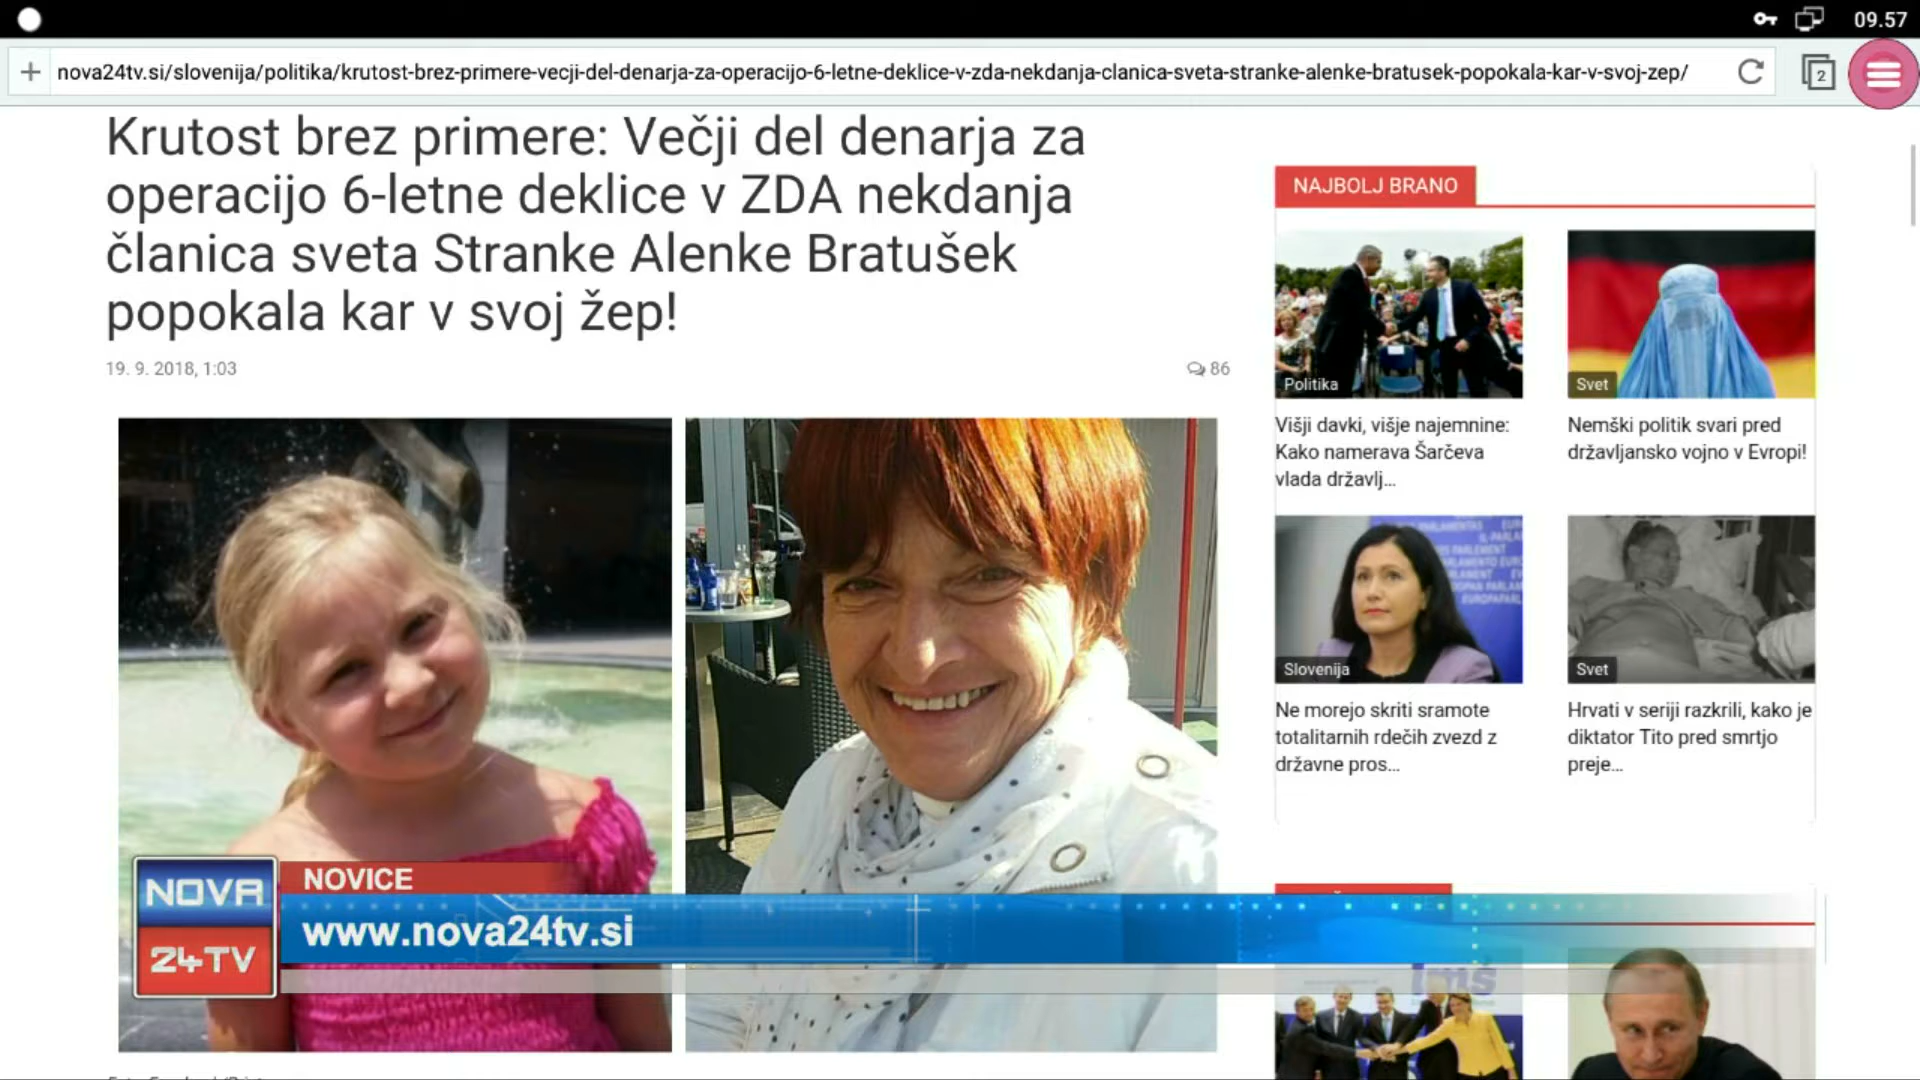 09.57
nova24tv.si/slovenija/politika/krutost-brez-primere-vecji-del-denarja-za-operacijo-6-letne-deklice-v-zda-nekdanja-clanica-sveta-stranke-alenke-bratusek-popokala-kar-v-svoj-zep/
2
Krutost brez primere: Večji del denarja za
operacijo 6-letne deklice v ZDA nekdanja
članica sveta Stranke Alenke Bratušek
popokala kar v svoj žep!
19. 9. 2018, 1:03
86
NAJBOLJ BRANO
Politika
Višji davki, višje najemnine:
Kako namerava Šarčeva
vlada državlj...
Svet
Nemški politik svari pred
državljansko vojno v Evropi!
Slovenija
Ne morejo skriti sramote
totalitarnih rdečih zvezd z
državne pros...
Svet
Hrvati v seriji razkrili, kako je
diktator Tito pred smrtjo
preje...
NOVA
24TV
NOVICE
www.nova24tv.si